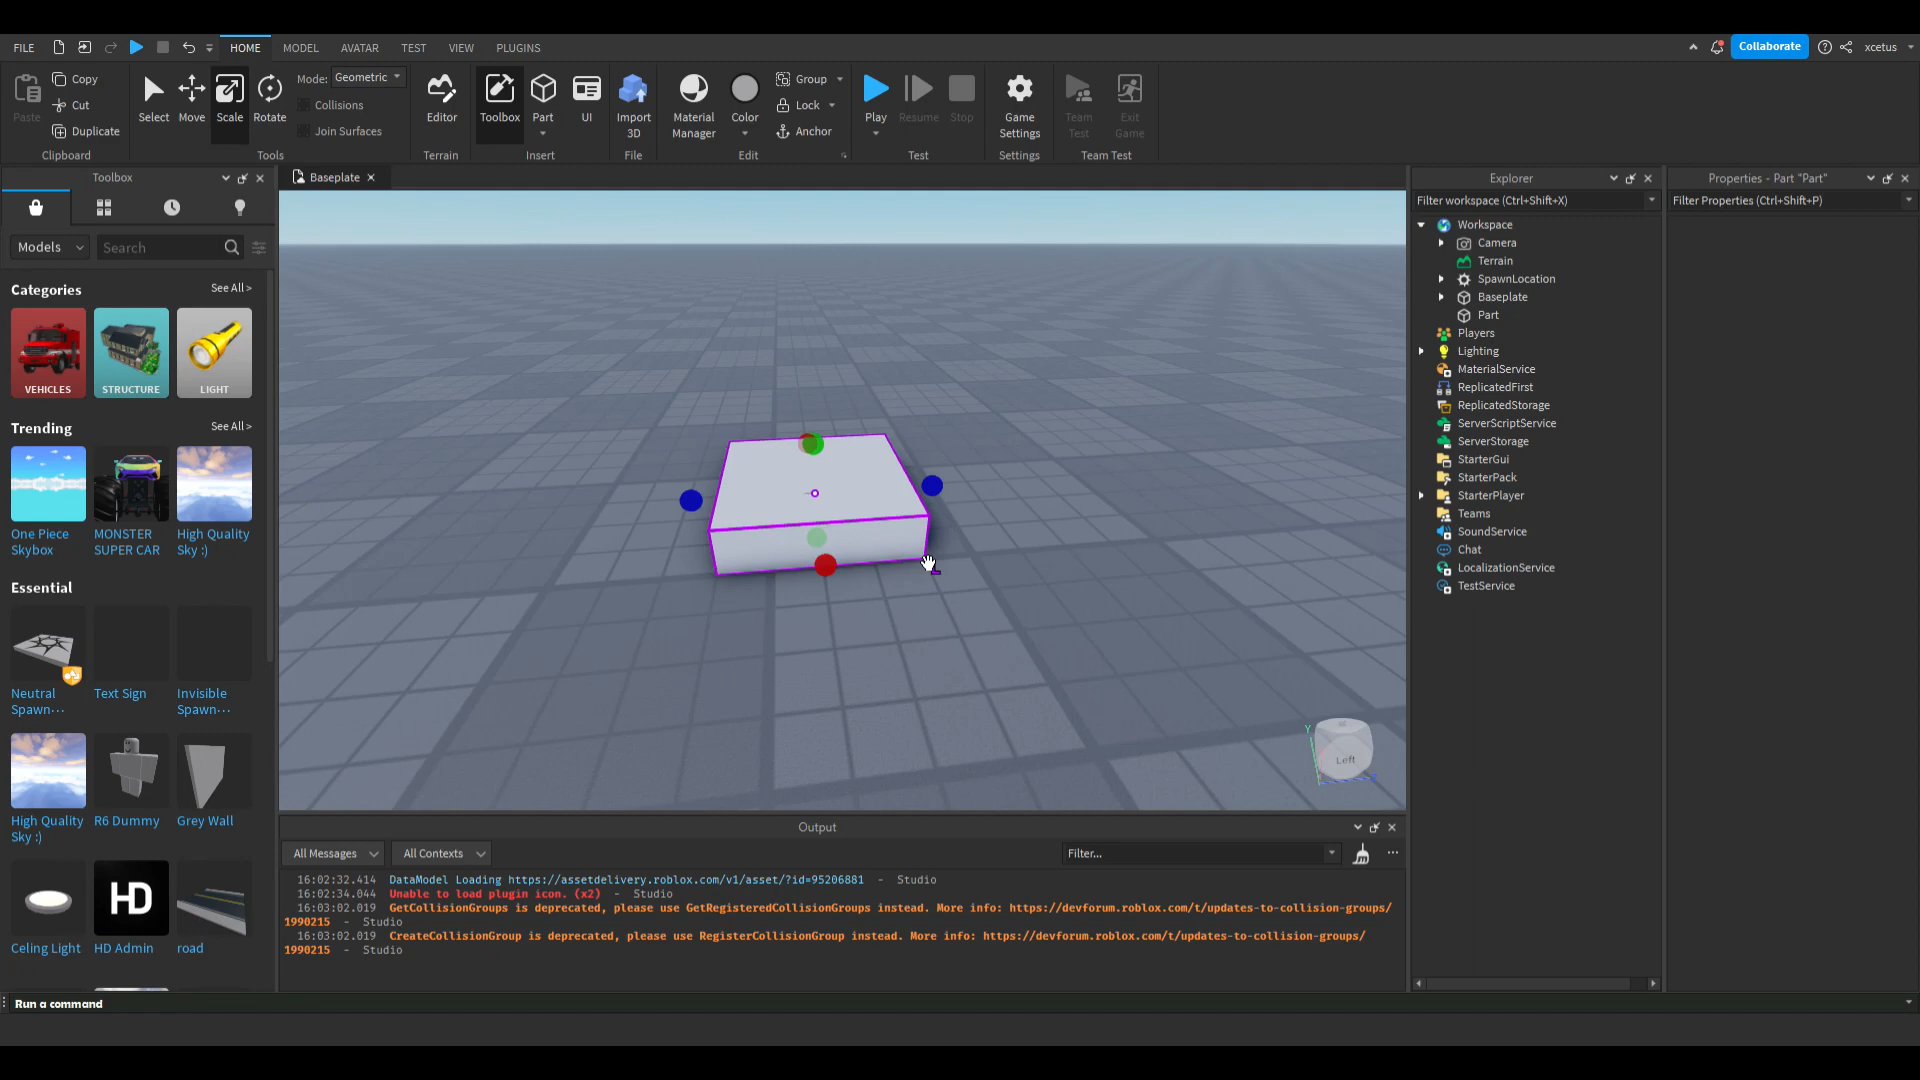 FILE HOME MODEL AVATAR TEST VIEW PLUGINS Collaborate xcetus
Paste Copy Cut Duplicate Clipboard
Select Move Scale Rotate Mode: Geometric Collisions Join Surfaces Tools
Editor Terrain
Toolbox Part UI Insert
Import 3D File
Material Manager Color Group Lock Anchor Edit
Play Resume Stop Test
Game Settings Settings
Team Test Exit Game Team Test
Toolbox
Models Search
Categories See All >
VEHICLES STRUCTURE LIGHT
Trending See All >
One Piece Skybox
MONSTER SUPER CAR
High Quality Sky :)
Essential
Neutral Spawn···
Text Sign
Invisible Spawn···
High Quality Sky :)
R6 Dummy
Grey Wall
HD
Celing Light
HD Admin
road
Baseplate
Y
Left
Output
All Messages All Contexts Filter... ···
16:02:32.414 DataModel Loading https://assetdelivery.roblox.com/v1/asset/?id=95206881 - Studio
16:02:34.044 Unable to load plugin icon. (x2) - Studio
16:03:02.019 GetCollisionGroups is deprecated, please use GetRegisteredCollisionGroups instead. More info: https://devforum.roblox.com/t/updates-to-collision-groups/
1990215 - Studio
16:03:02.019 CreateCollisionGroup is deprecated, please use RegisterCollisionGroup instead. More info: https://devforum.roblox.com/t/updates-to-collision-groups/
1990215 - Studio
Explorer
Filter workspace (Ctrl+Shift+X)
Workspace
Camera
Terrain
SpawnLocation
Baseplate
Part
Players
Lighting
MaterialService
ReplicatedFirst
ReplicatedStorage
ServerScriptService
ServerStorage
StarterGui
StarterPack
StarterPlayer
Teams
SoundService
Chat
LocalizationService
TestService
Properties - Part "Part"
Filter Properties (Ctrl+Shift+P)
Run a command